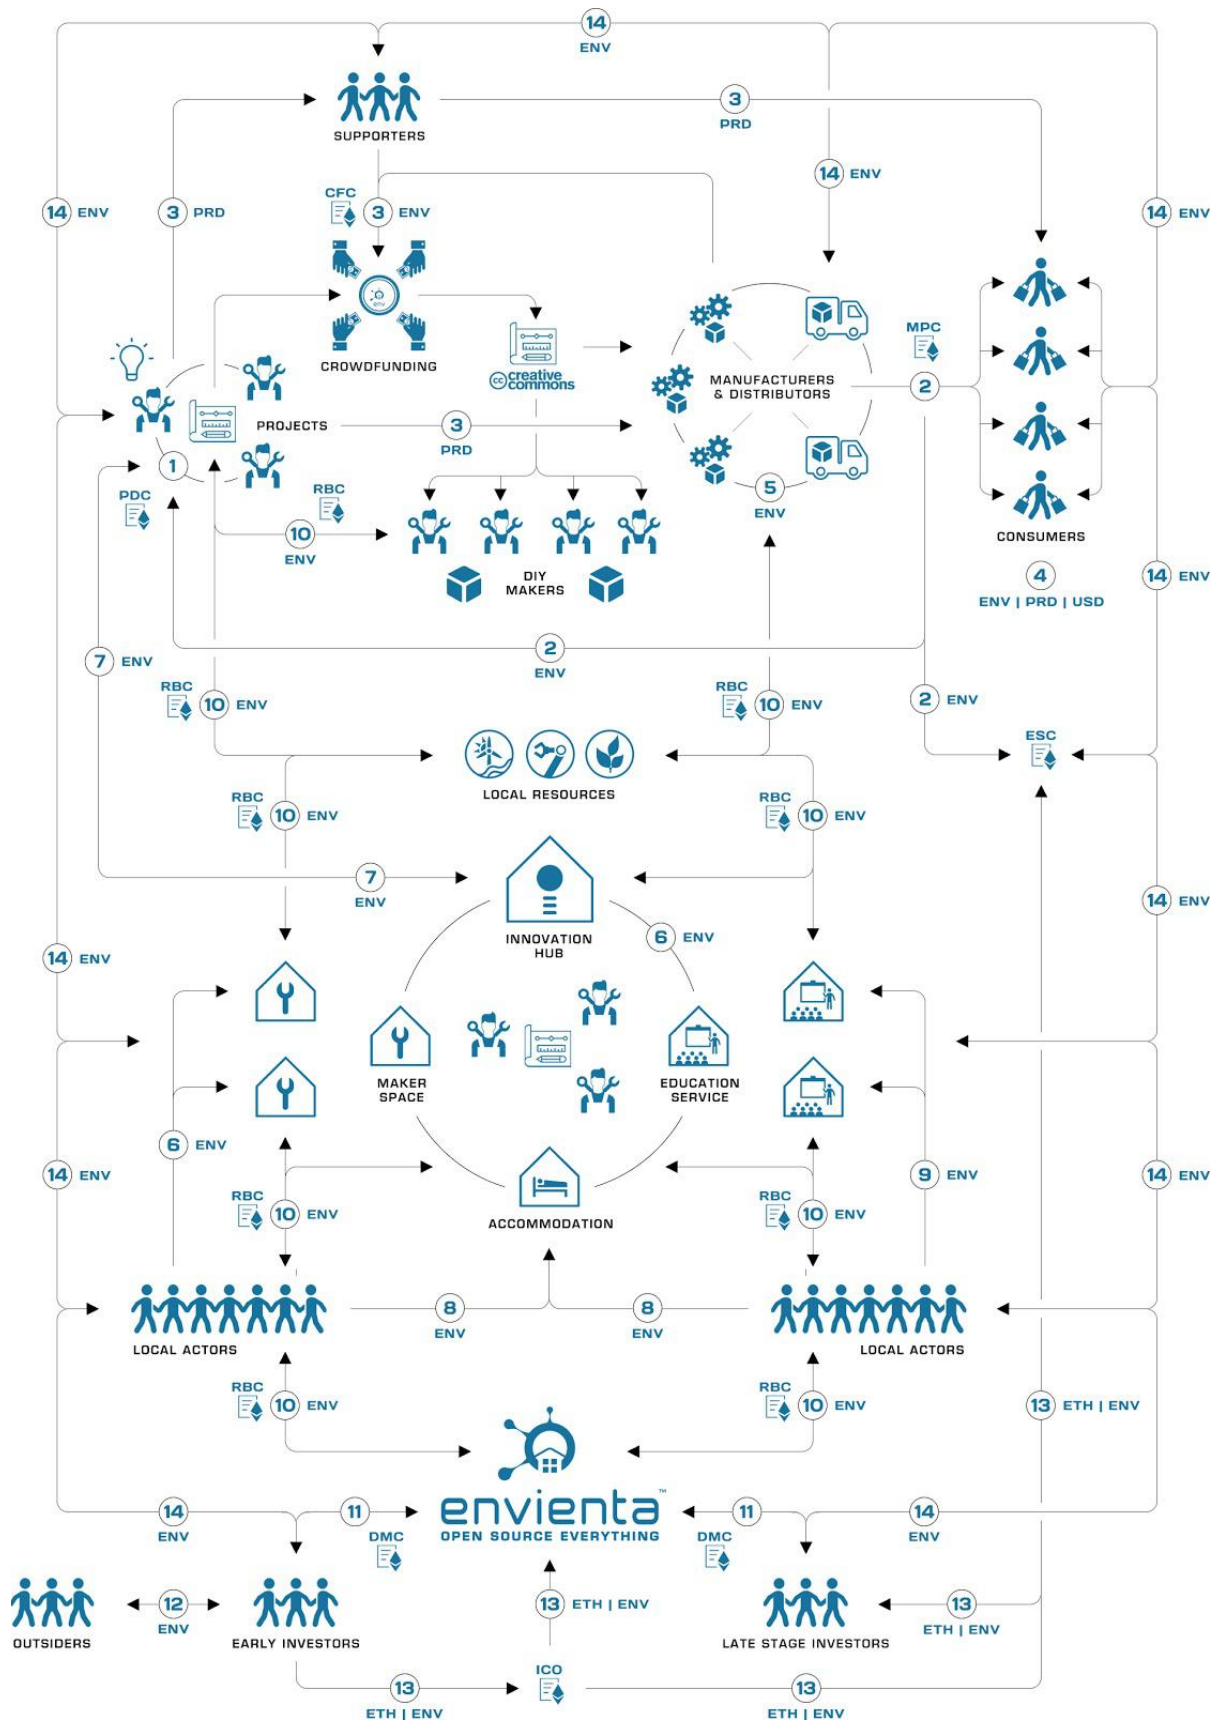 14
ENV
SUPPORTERS
3
PRD
CFC
14 ENV
3 PRD
3 ENV
14 ENV
14 ENV
env
CROWDFUNDING
cc creative commons
MANUFACTURERS
& DISTRIBUTORS
MPC
2
PROJECTS
3
PRD
1
PDC
RBC
10
ENV
5
ENV
DIY
MAKERS
CONSUMERS
4
ENV | PRD | USD
14 ENV
7 ENV
2
ENV
RBC
10 ENV
RBC
10 ENV
2 ENV
ESC
LOCAL RESOURCES
RBC
10 ENV
RBC
10 ENV
7
ENV
INNOVATION
HUB
6 ENV
14 ENV
14 ENV
MAKER
SPACE
EDUCATION
SERVICE
6 ENV
14 ENV
9 ENV
14 ENV
RBC
10 ENV
RBC
10 ENV
ACCOMMODATION
8
ENV
8
ENV
LOCAL ACTORS
LOCAL ACTORS
RBC
10 ENV
RBC
10 ENV
13 ETH | ENV
envienta™
OPEN SOURCE EVERYTHING
14
ENV
11
DMC
11
DMC
14
ENV
12
ENV
13 ETH | ENV
13
ETH | ENV
OUTSIDERS
EARLY INVESTORS
LATE STAGE INVESTORS
ICO
13
ETH | ENV
13
ETH | ENV